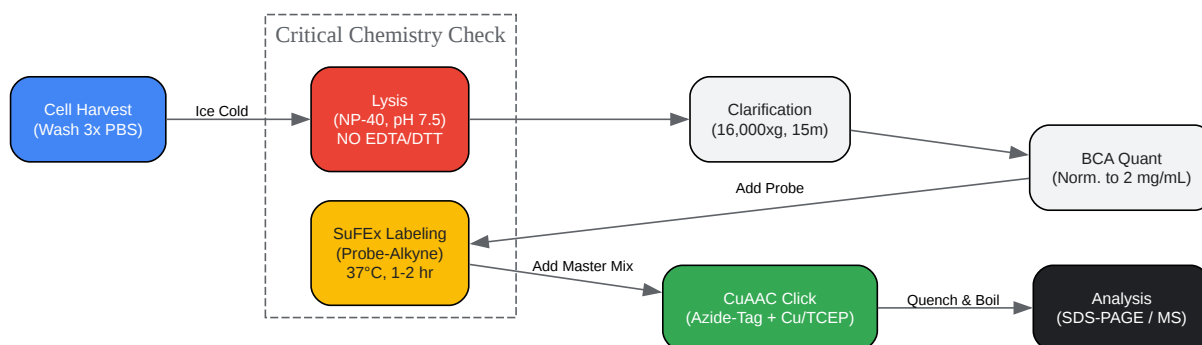 Critical Chemistry Check
Cell Harvest
(Wash 3x PBS)
Ice Cold
Lysis
(NP-40, pH 7.5)
NO EDTA/DTT
Clarification
(16,000xg, 15m)
BCA Quant
(Norm. to 2 mg/mL)
Add Probe
SuFEx Labeling
(Probe-Alkyne)
37°C, 1-2 hr
Add Master Mix
CuAAC Click
(Azide-Tag + Cu/TCEP)
Quench & Boil
Analysis
(SDS-PAGE / MS)